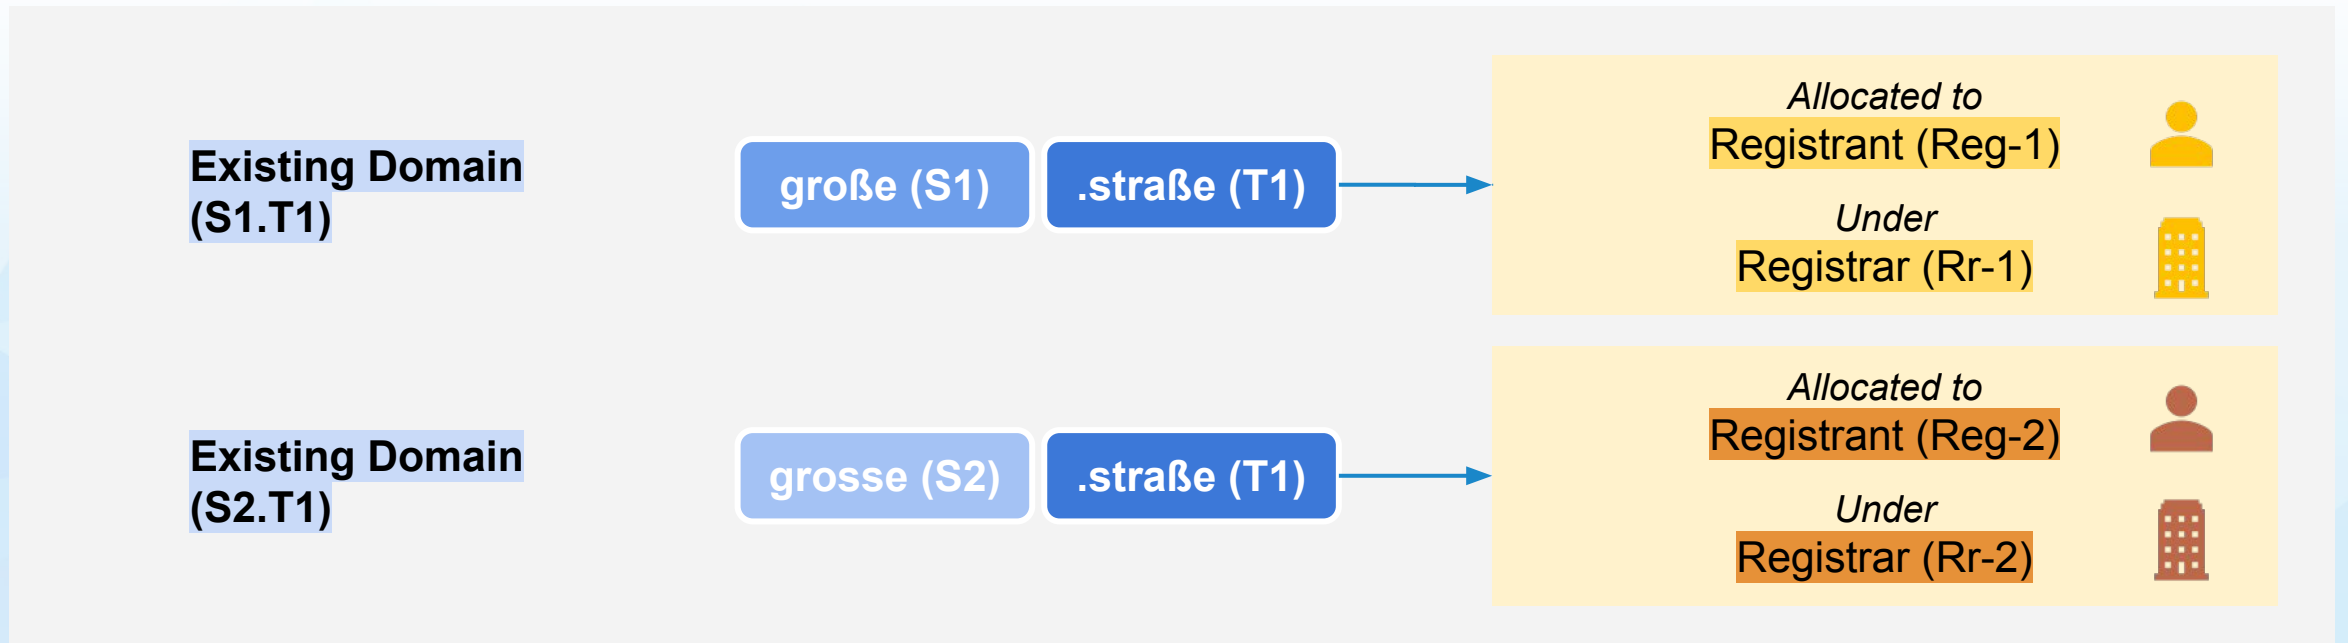 Existing Domain
(S1.T1)
große (S1)
.straße (T1)
Allocated to
Registrant (Reg-1)
Under
Registrar (Rr-1)
Existing Domain
(S2.T1)
grosse (S2)
.straße (T1)
Allocated to
Registrant (Reg-2)
Under
Registrar (Rr-2)